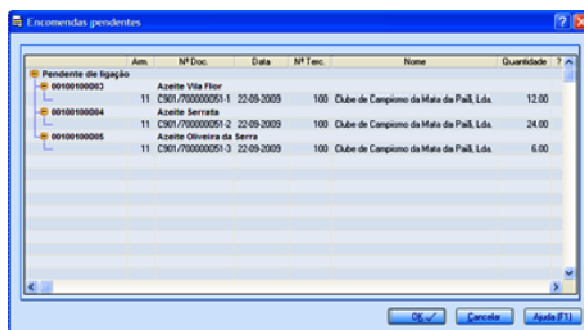 Encomendas pendentes
Arm. Nº Doc. Data Nº Terc. Nome Quantidade ?
Pendente de ligação
00100100003 Azeite Vila Flor
11 C901/700000051-1 22-09-2009 100 Clube de Campismo da Mata da Paiã, Lda. 12.00
00100100004 Azeite Serrata
11 C901/700000051-2 22-09-2009 100 Clube de Campismo da Mata da Paiã, Lda. 24.00
00100100005 Azeite Oliveira da Serra
11 C901/700000051-3 22-09-2009 100 Clube de Campismo da Mata da Paiã, Lda. 6.00
OK Cancelar Ajuda (F1)